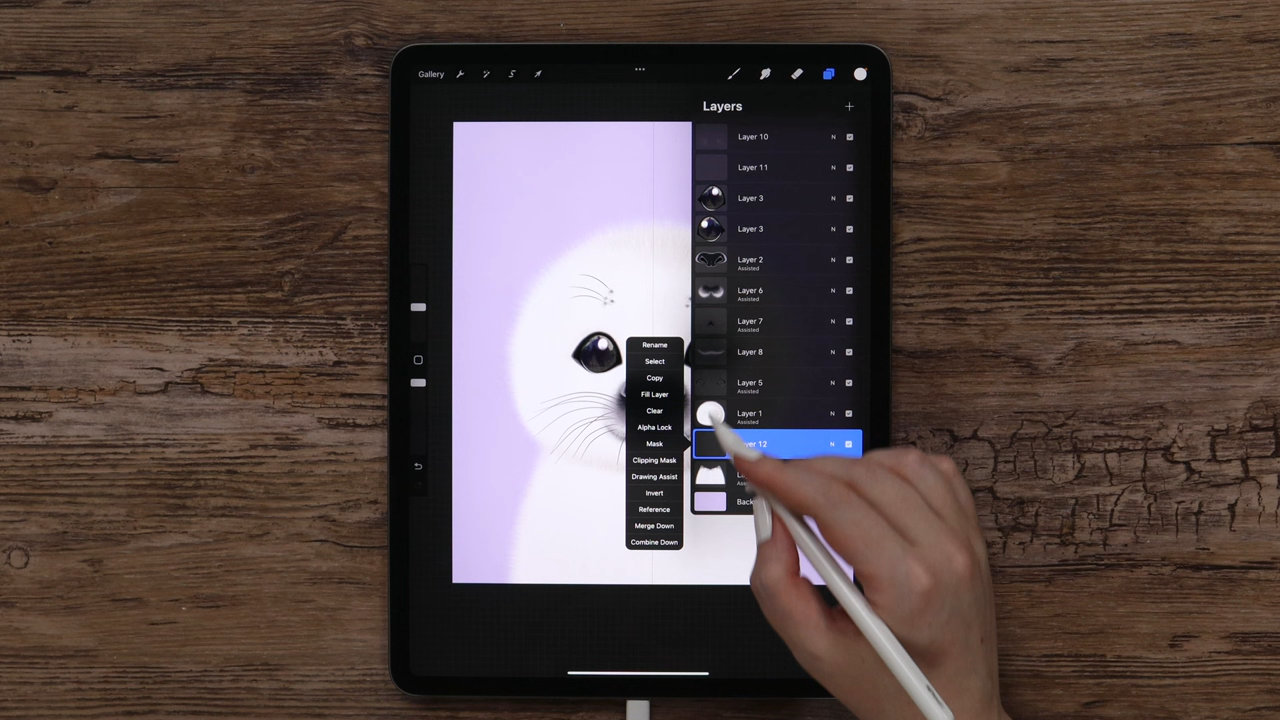 Gallery
Layers
Layer 10 N
Layer 11 N
Layer 3 N
Layer 3 N
Layer 2 N
Assisted
Layer 6 N
Assisted
Layer 7 N
Assisted
Layer 8 N
Layer 5 N
Assisted
Layer 1 N
Assisted
12 N
Rename
Select
Copy
Fill Layer
Clear
Alpha Lock
Mask
Clipping Mask
Drawing Assist
Invert
Reference
Merge Down
Combine Down